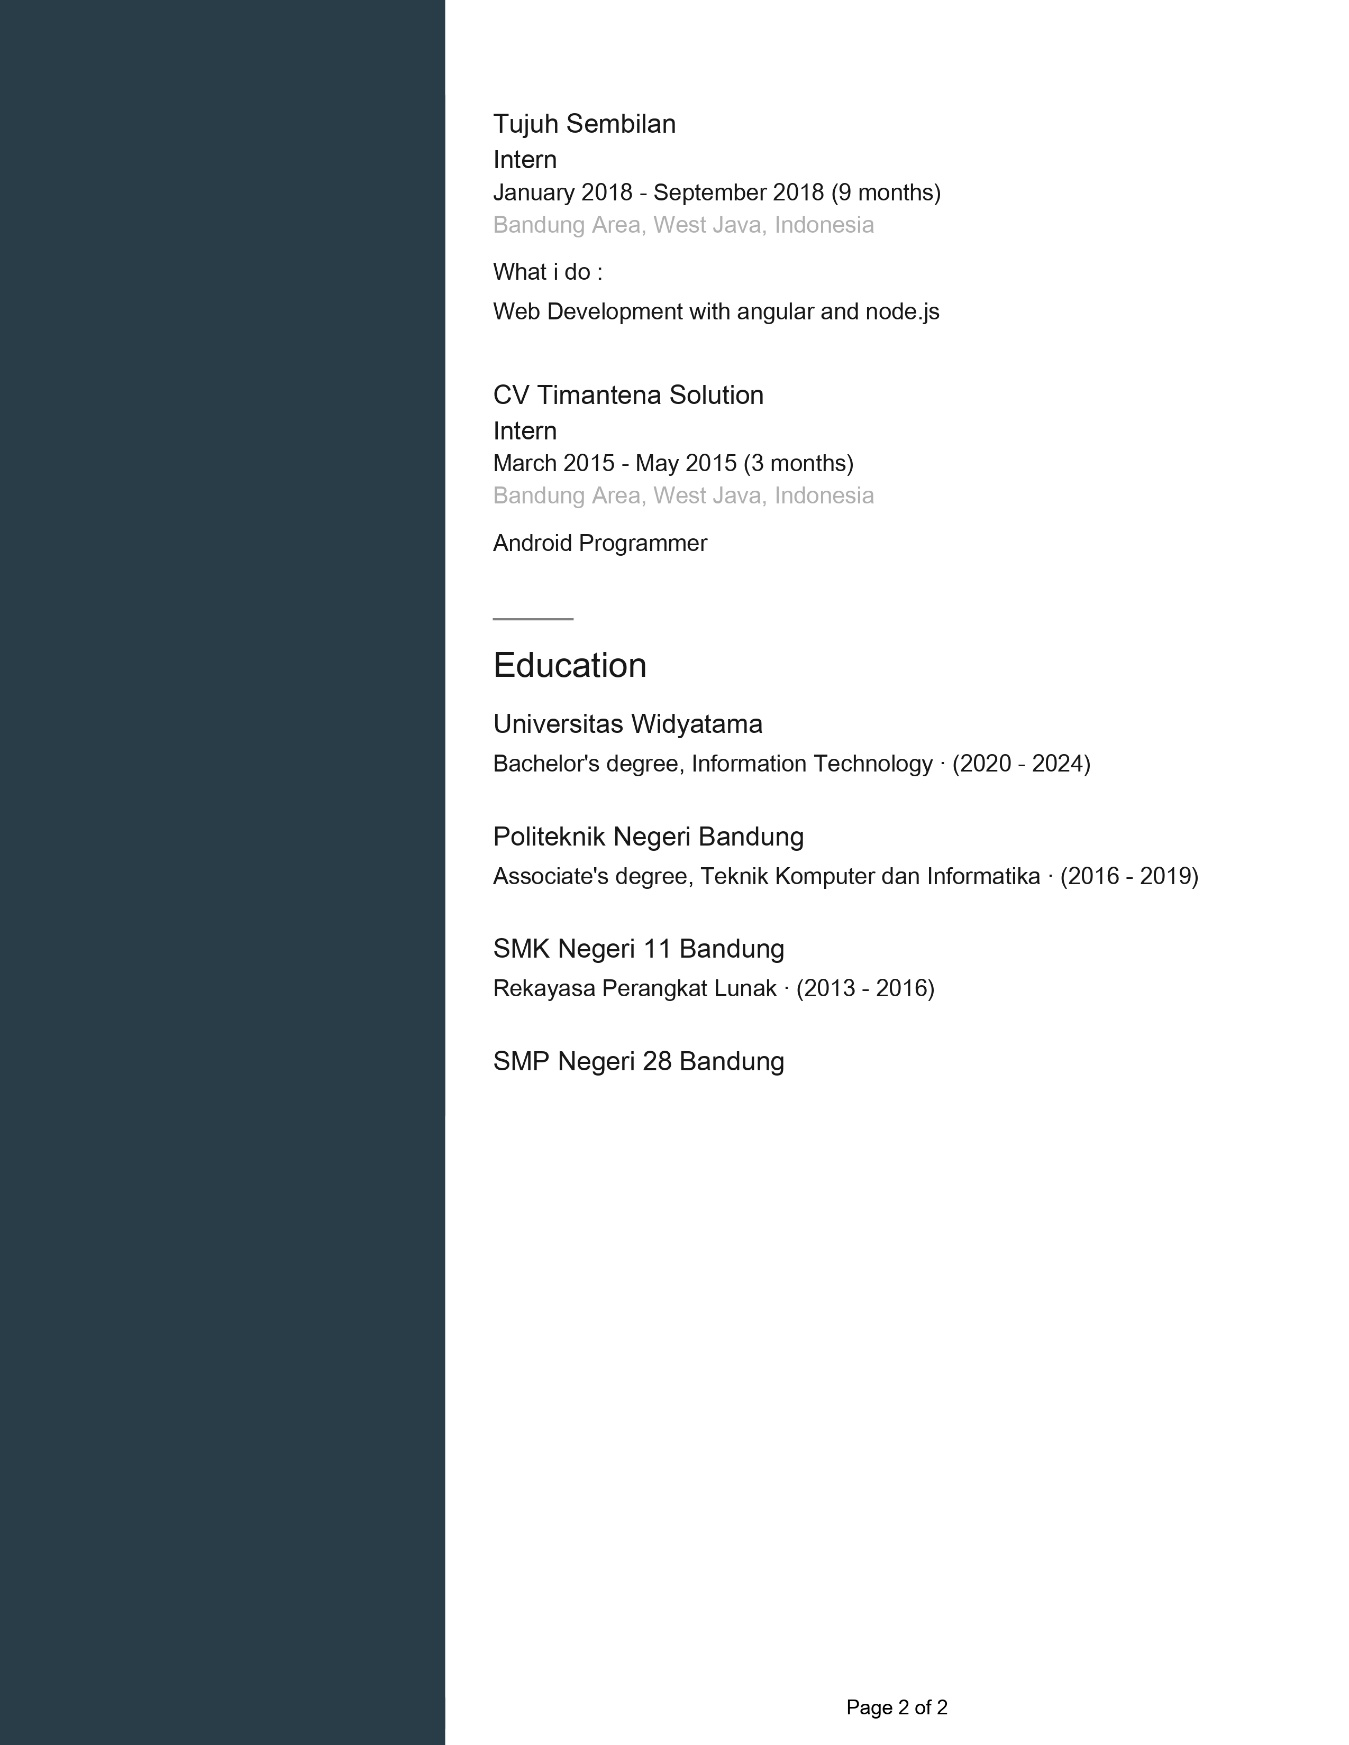 Tujuh Sembilan
Intern
January 2018 - September 2018 (9 months)
Bandung Area, West Java, Indonesia
What i do :
Web Development with angular and node.js
CV Timantena Solution
Intern
March 2015 - May 2015 (3 months)
Bandung Area, West Java, Indonesia
Android Programmer
Education
Universitas Widyatama
Bachelor's degree, Information Technology · (2020 - 2024)
Politeknik Negeri Bandung
Associate's degree, Teknik Komputer dan Informatika · (2016 - 2019)
SMK Negeri 11 Bandung
Rekayasa Perangkat Lunak · (2013 - 2016)
SMP Negeri 28 Bandung
Page 2 of 2